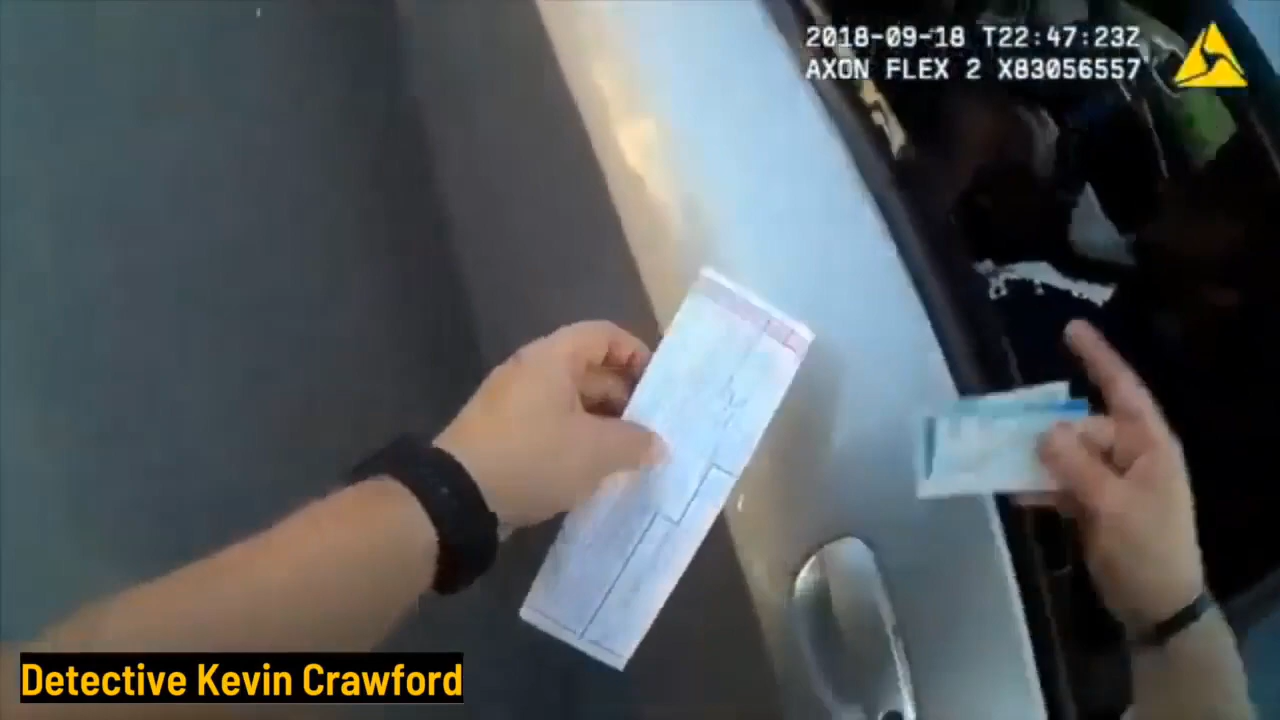 2018-09-18 T22:47:23Z
AXON FLEX 2 X83056557
Detective Kevin Crawford